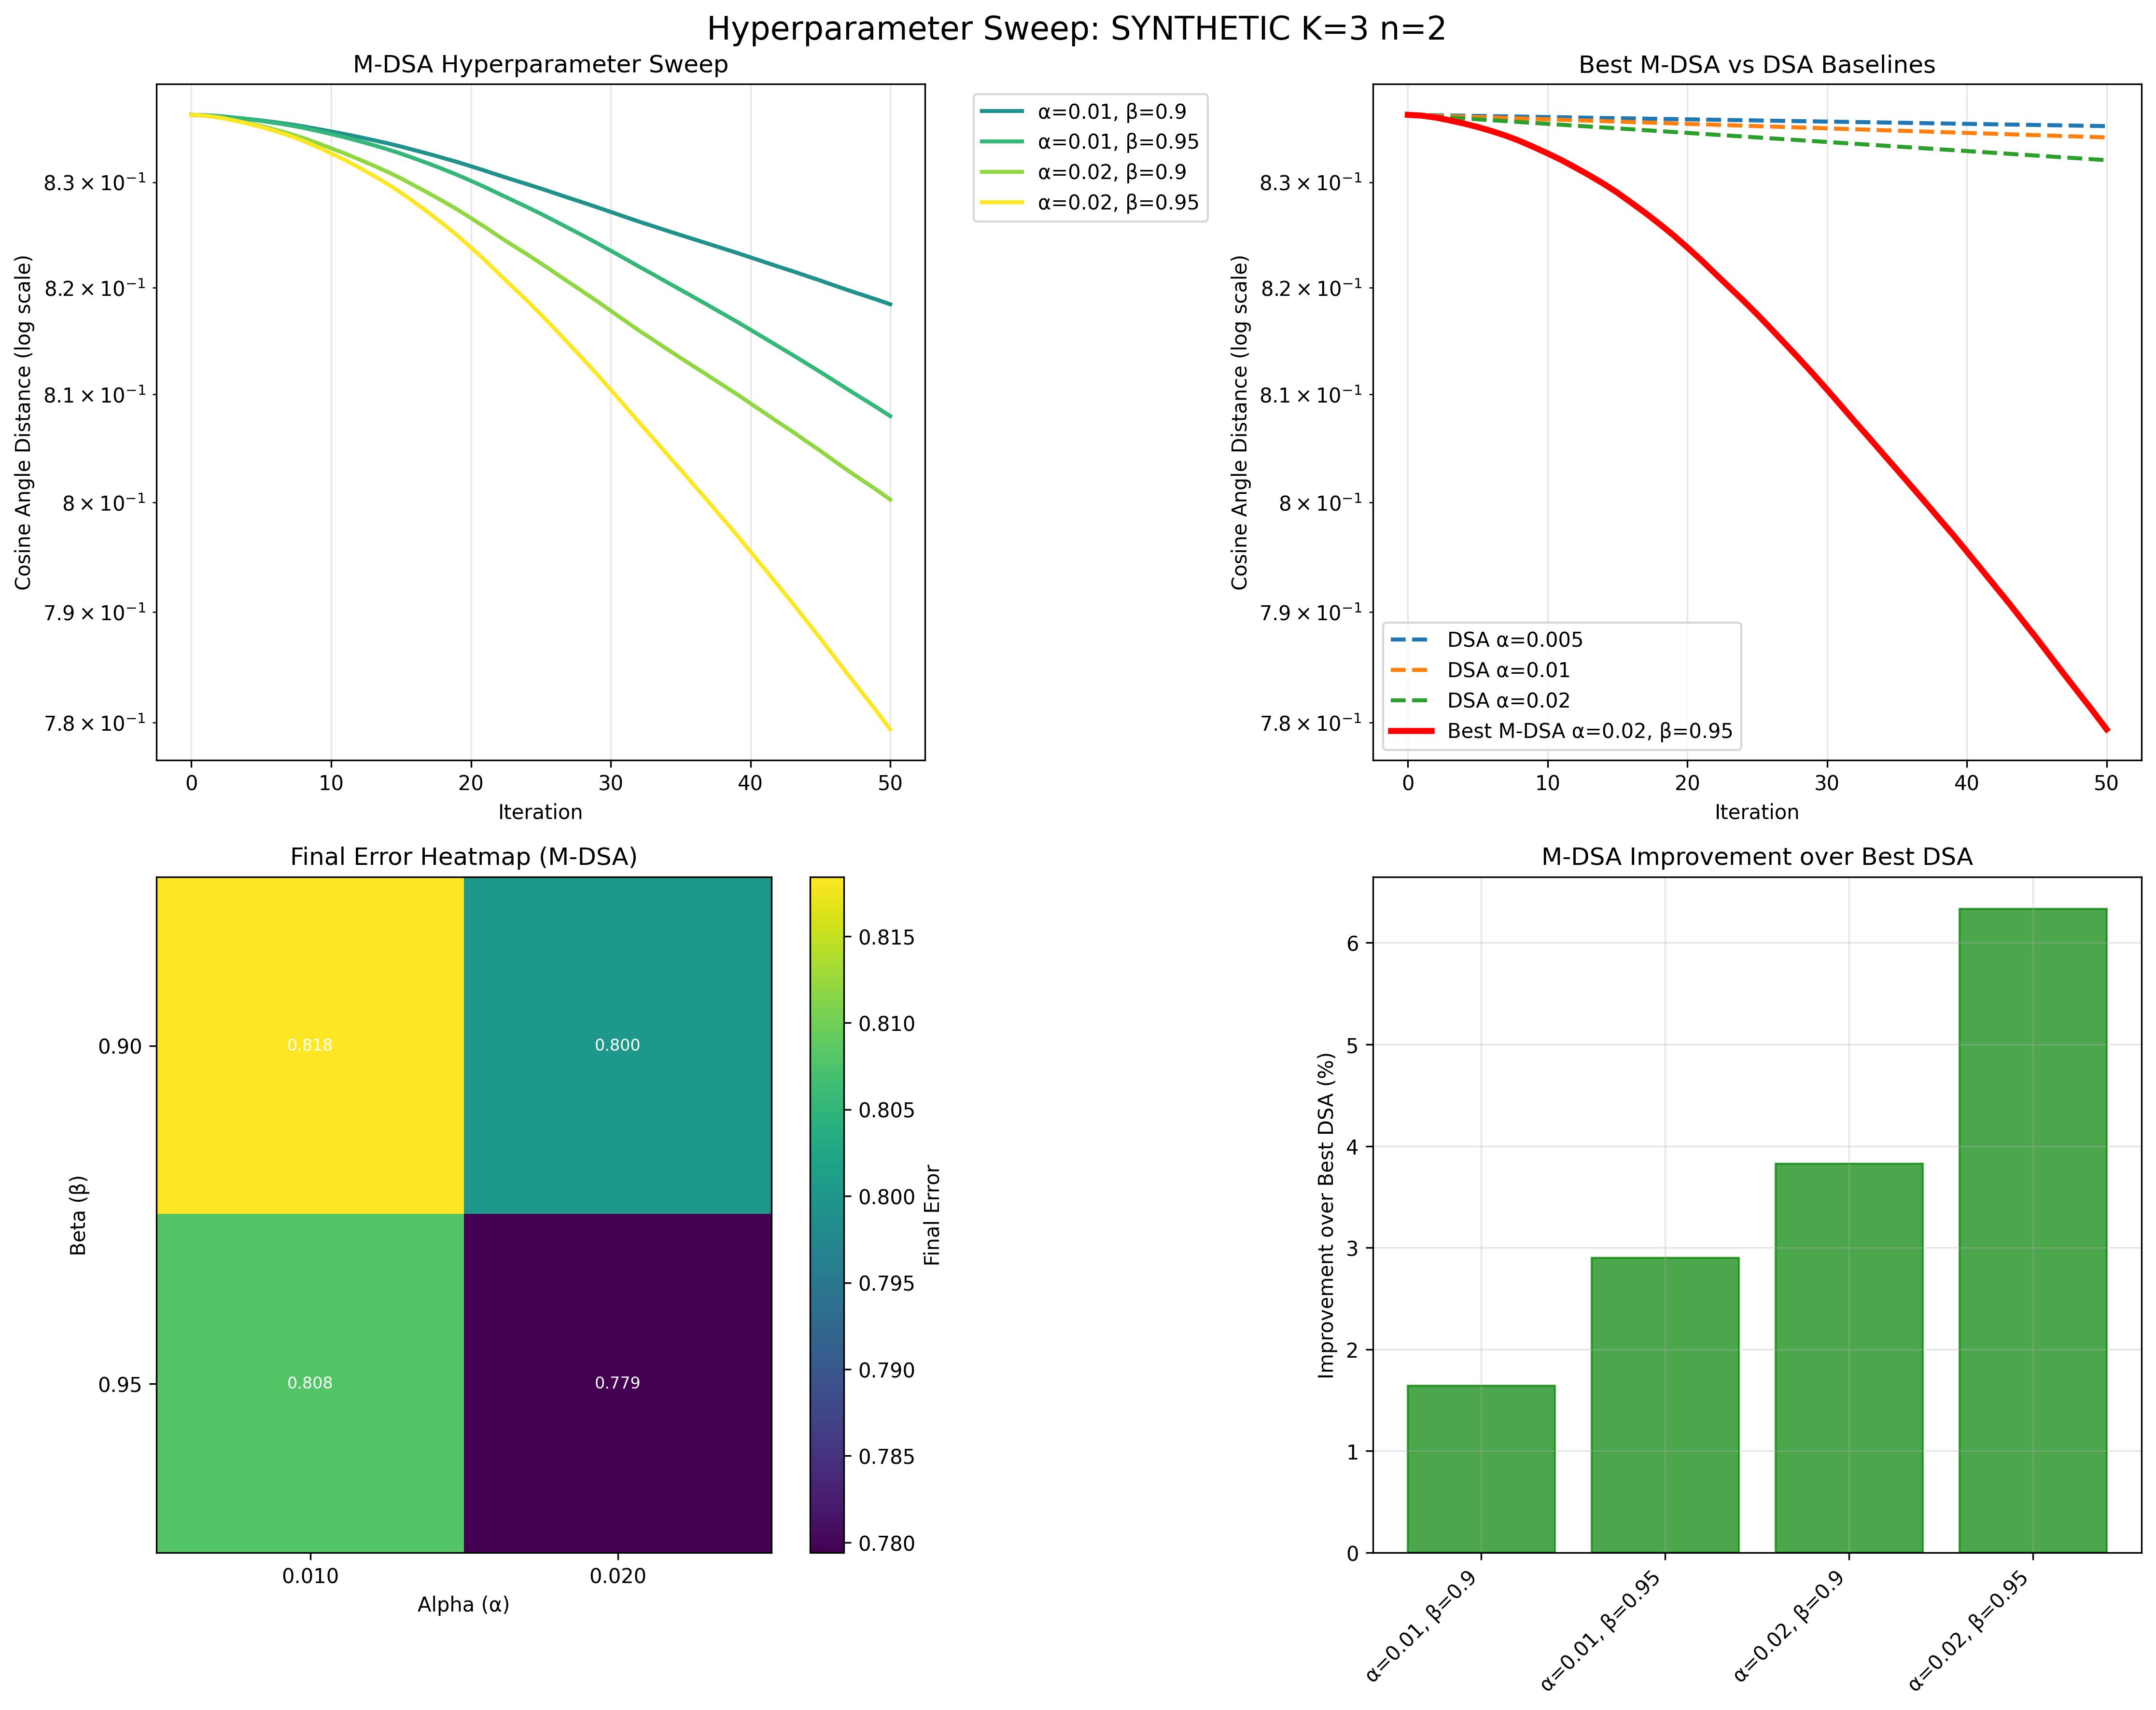 Hyperparameter Sweep: SYNTHETIC K=3 n=2
M-DSA Hyperparameter Sweep
Cosine Angle Distance (log scale)
8.3 × 10⁻¹
8.2 × 10⁻¹
8.1 × 10⁻¹
8 × 10⁻¹
7.9 × 10⁻¹
7.8 × 10⁻¹
0 10 20 30 40 50
Iteration
α=0.01, β=0.9
α=0.01, β=0.95
α=0.02, β=0.9
α=0.02, β=0.95
Best M-DSA vs DSA Baselines
Cosine Angle Distance (log scale)
8.3 × 10⁻¹
8.2 × 10⁻¹
8.1 × 10⁻¹
8 × 10⁻¹
7.9 × 10⁻¹
7.8 × 10⁻¹
DSA α=0.005
DSA α=0.01
DSA α=0.02
Best M-DSA α=0.02, β=0.95
0 10 20 30 40 50
Iteration
Final Error Heatmap (M-DSA)
Beta (β)
0.90
0.95
0.818 0.800
0.808 0.779
0.010 0.020
Alpha (α)
0.815
0.810
0.805
0.800
0.795
0.790
0.785
0.780
Final Error
M-DSA Improvement over Best DSA
Improvement over Best DSA (%)
6
5
4
3
2
1
0
α=0.01, β=0.9
α=0.01, β=0.95
α=0.02, β=0.9
α=0.02, β=0.95